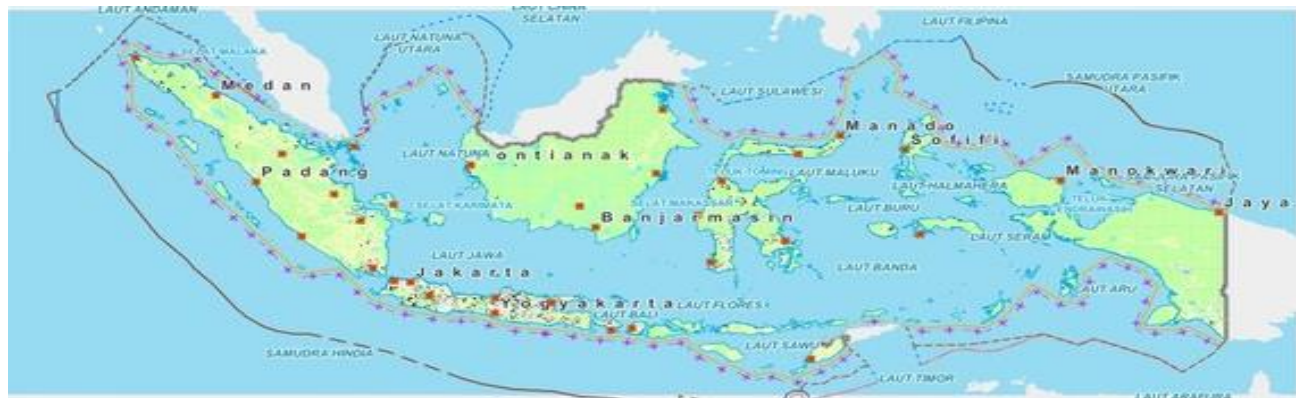 LAUT ANDAMAN
LAUT CHINA
SELATAN
LAUT FILIPINA
LAUT NATUNA
UTARA
SELAT MALAKA
SAMUDRA PASIFIK
UTARA
LAUT SULAWESI
Medan
Manado
Sofifi
LAUT NATUNA
ontianak
Padang
TELUK TOMINI
LAUT MALUKU
Manokwari
LAUT HALMAHERA
SELATAN
SELAT KARIMATA
SELAT MAKASSAR
LAUT BURU
Jaya
Banjarmasin
LAUT SERAM
LAUT JAWA
LAUT BANDA
Jakarta
AUT ARU
Yogyakarta
LAUT FLORES
LAUT BALI
LAUT SAWU
SAMUDRA HINDIA
LAUT TIMOR
LAUT ARAFURA